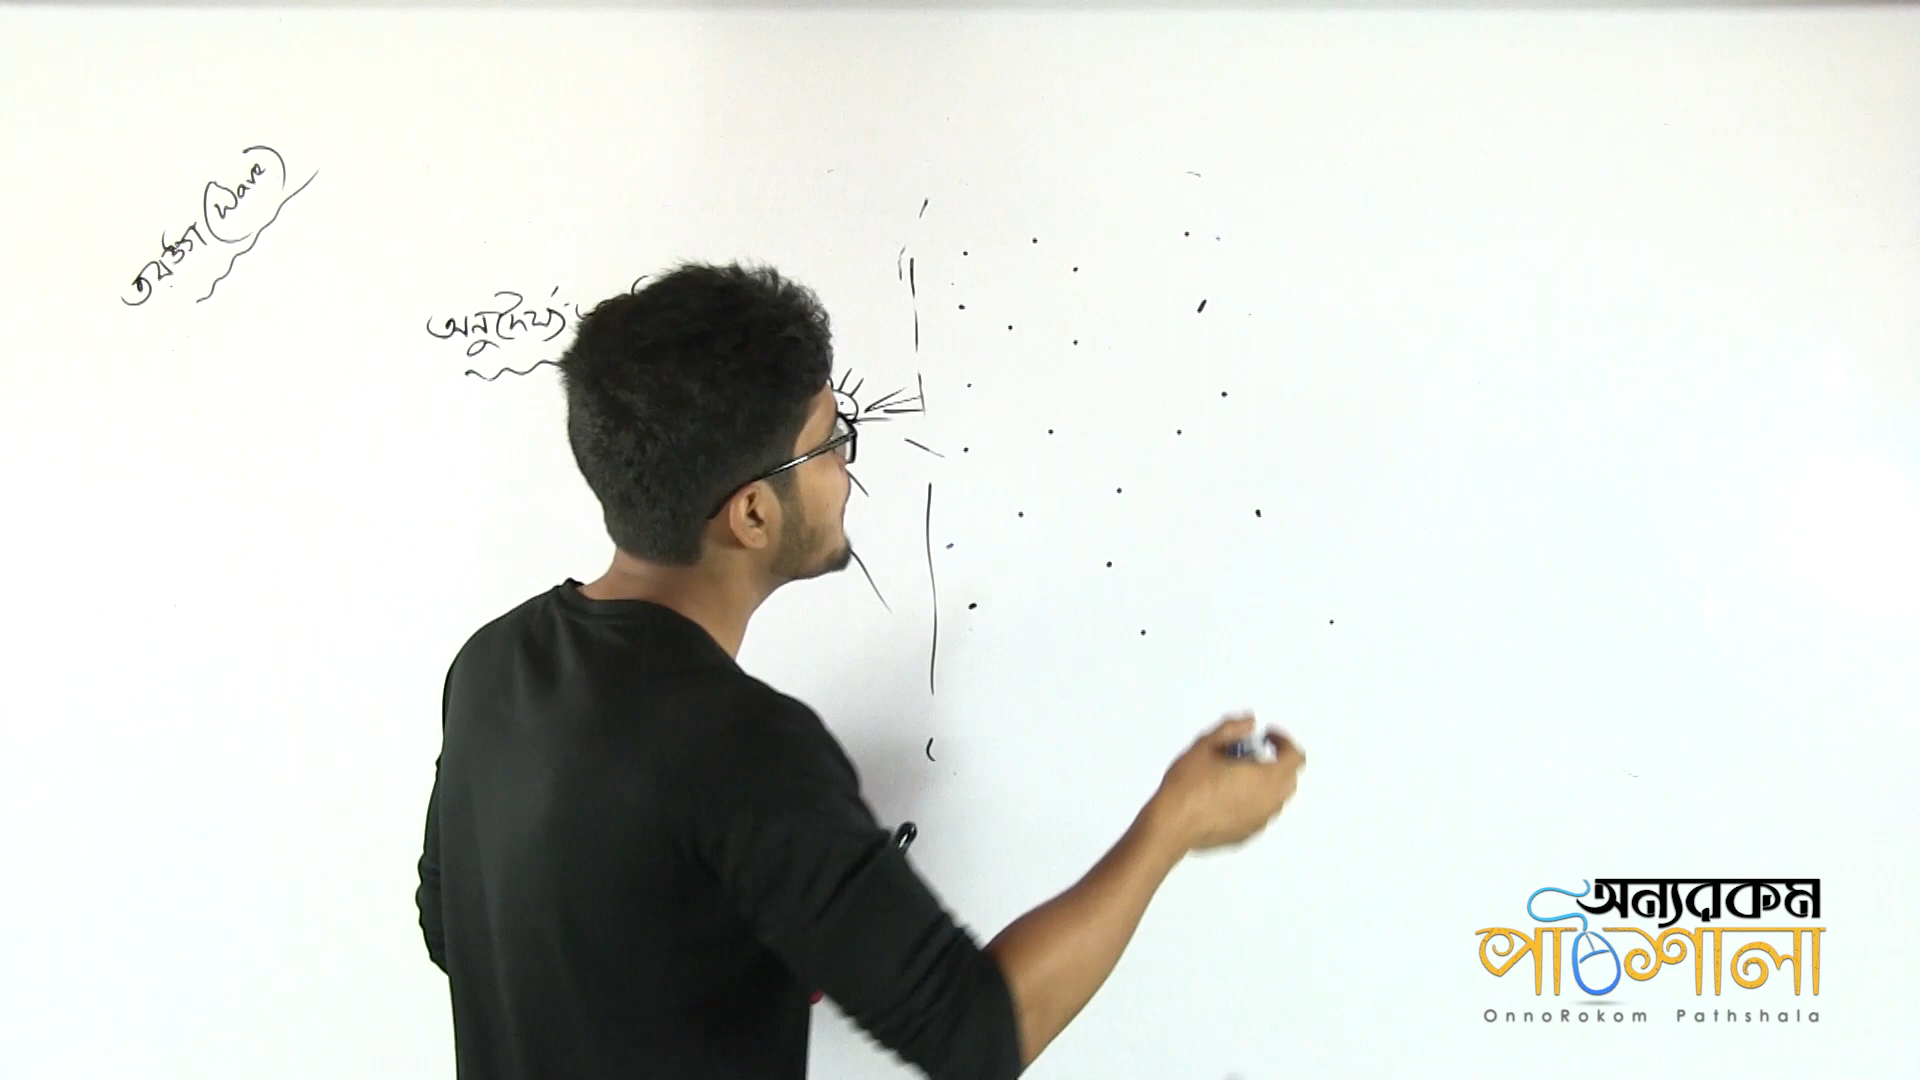 তরঙ্গ (Wave)
অনুদৈর্ঘ্য
অন্যরকম
পাঠশালা
OnnoRokom Pathshala